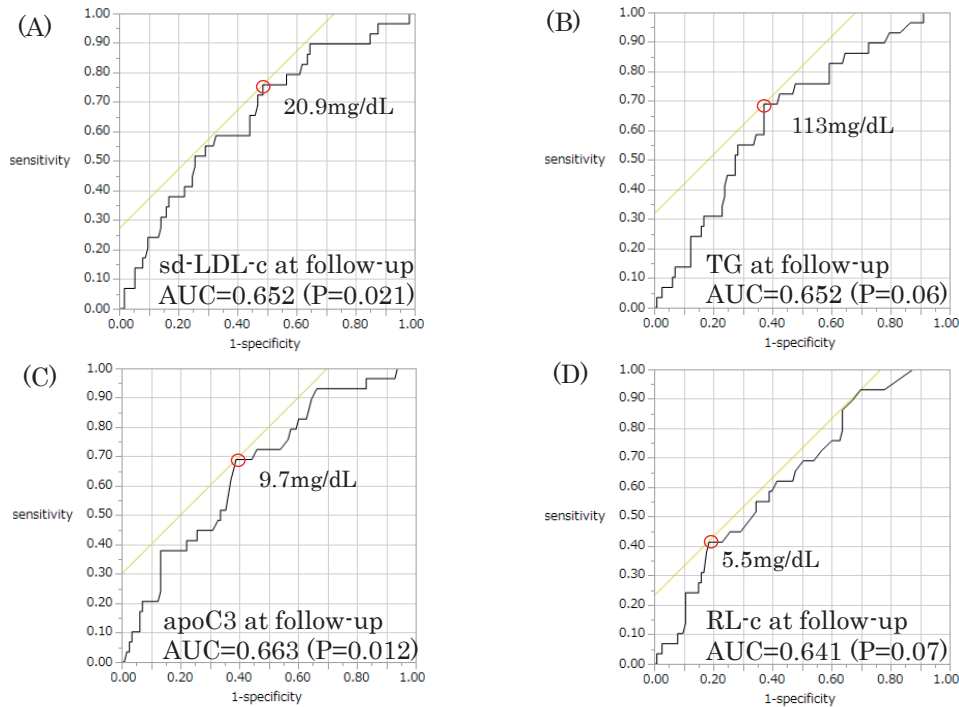 (A)
1.00
0.90
0.80
0.70
0.60
0.50
0.40
0.30
0.20
0.10
0.00
sensitivity
20.9mg/dL
sd-LDL-c at follow-up
AUC=0.652 (P=0.021)
0.00 0.20 0.40 0.60 0.80 1.00
1-specificity
(B)
1.00
0.90
0.80
0.70
0.60
0.50
0.40
0.30
0.20
0.10
0.00
sensitivity
113mg/dL
TG at follow-up
AUC=0.652 (P=0.06)
0.00 0.20 0.40 0.60 0.80 1.00
1-specificity
(C)
1.00
0.90
0.80
0.70
0.60
0.50
0.40
0.30
0.20
0.10
0.00
sensitivity
9.7mg/dL
apoC3 at follow-up
AUC=0.663 (P=0.012)
0.00 0.20 0.40 0.60 0.80 1.00
1-specificity
(D)
1.00
0.90
0.80
0.70
0.60
0.50
0.40
0.30
0.20
0.10
0.00
sensitivity
5.5mg/dL
RL-c at follow-up
AUC=0.641 (P=0.07)
0.00 0.20 0.40 0.60 0.80 1.00
1-specificity